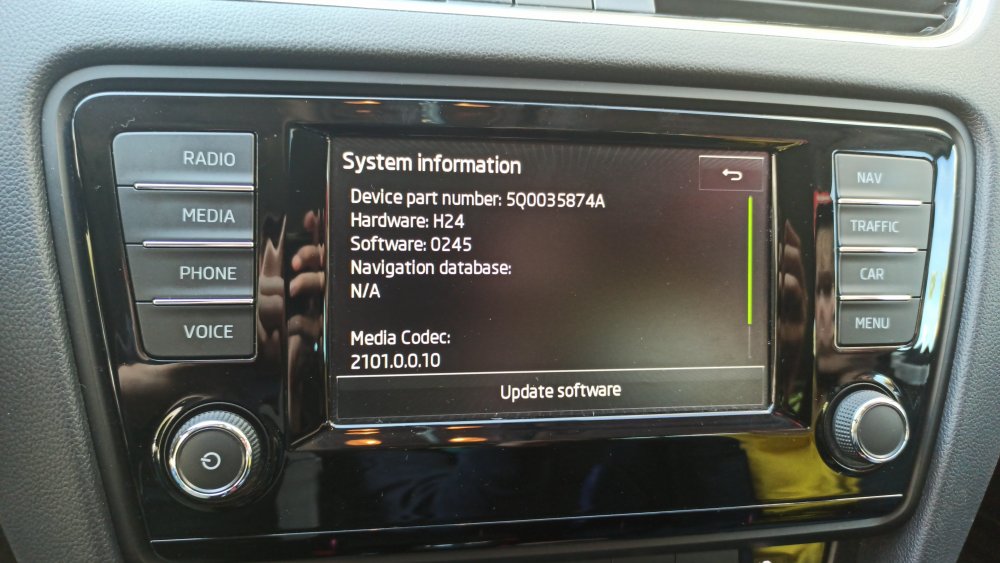 RADIO
MEDIA
PHONE
VOICE
System information
Device part number: 5Q0035874A
Hardware: H24
Software: 0245
Navigation database:
N/A
Media Codec:
2101.0.0.10
Update software
NAV
TRAFFIC
CAR
MENU